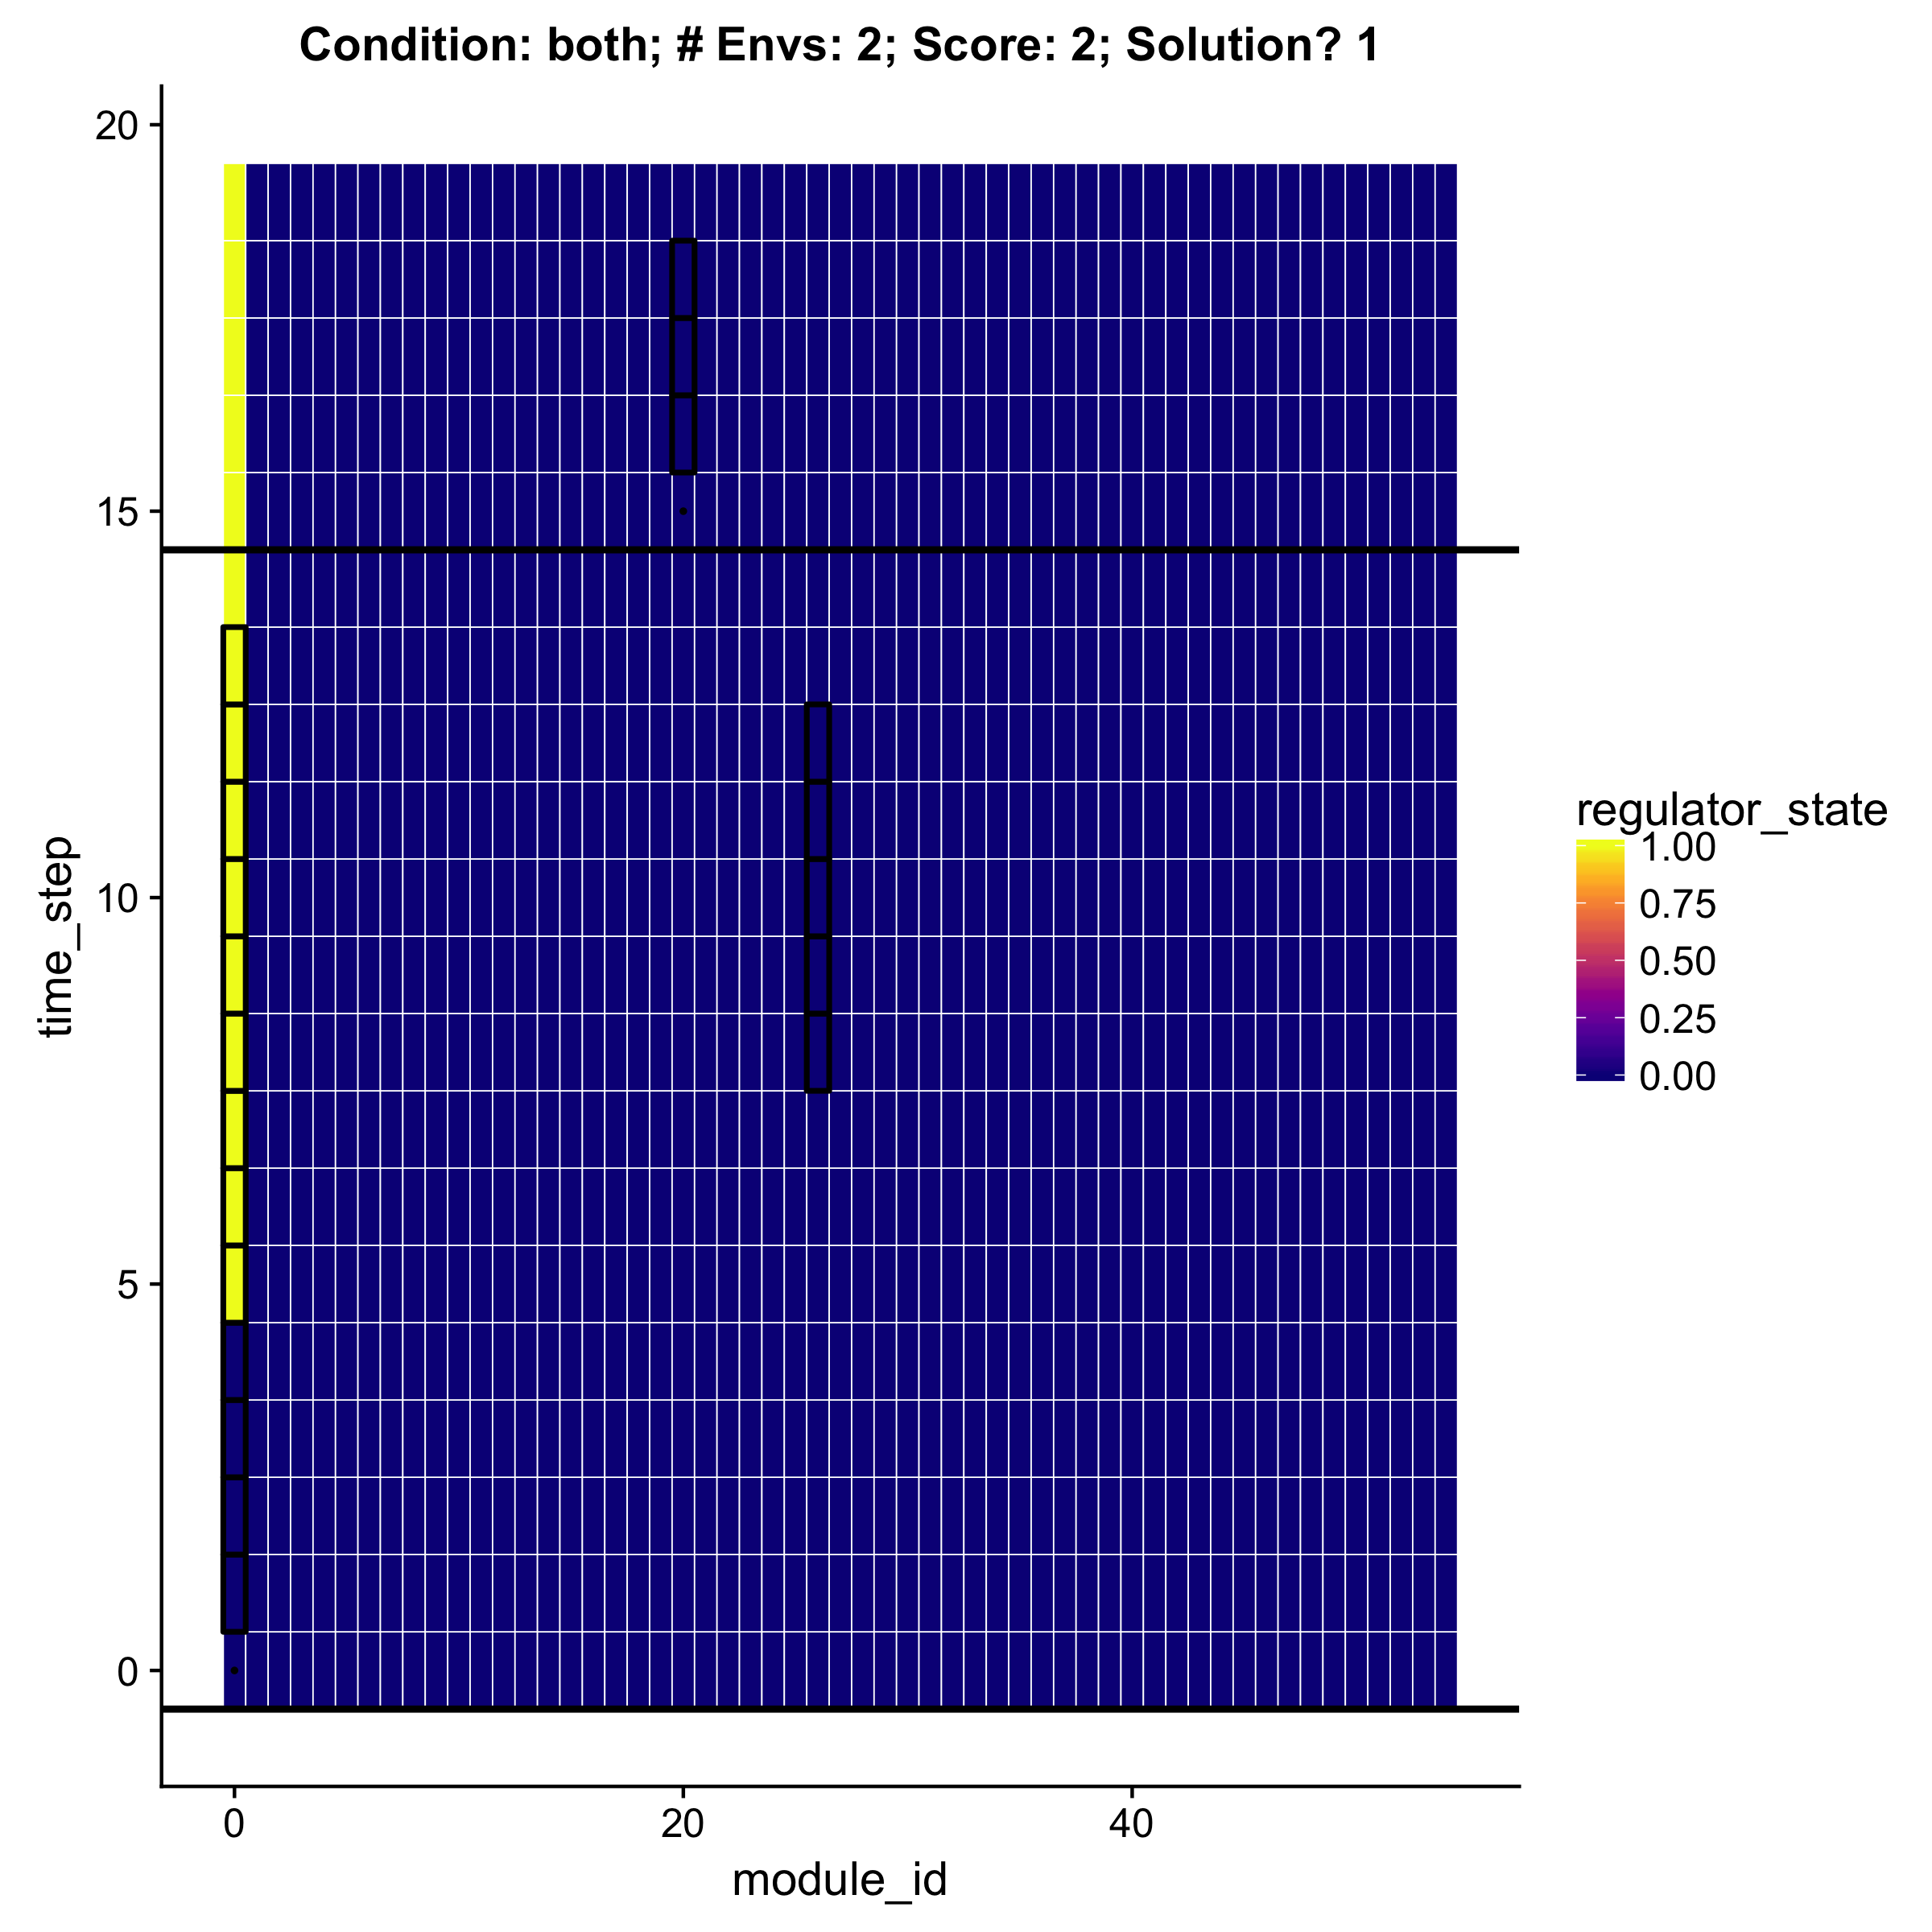 Condition: both; # Envs: 2; Score: 2; Solution? 1
20
15
10
5
0
time_step
0 20 40
module_id
regulator_state
1.00
0.75
0.50
0.25
0.00